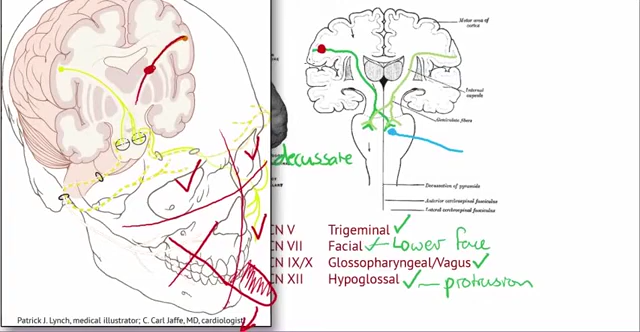 Motor area of
cortex
Internal
capsule
Geniculate fibres
decussate
Decussation of pyramids
Anterior cerebrospinal fasciculus
Lateral cerebrospinal fasciculus
CN V Trigeminal
CN VII Facial Lower face
CN IX/X Glossopharyngeal/Vagus
CN XII Hypoglossal protrusion
Patrick J. Lynch, medical illustrator; C. Carl Jaffe, MD, cardiologist